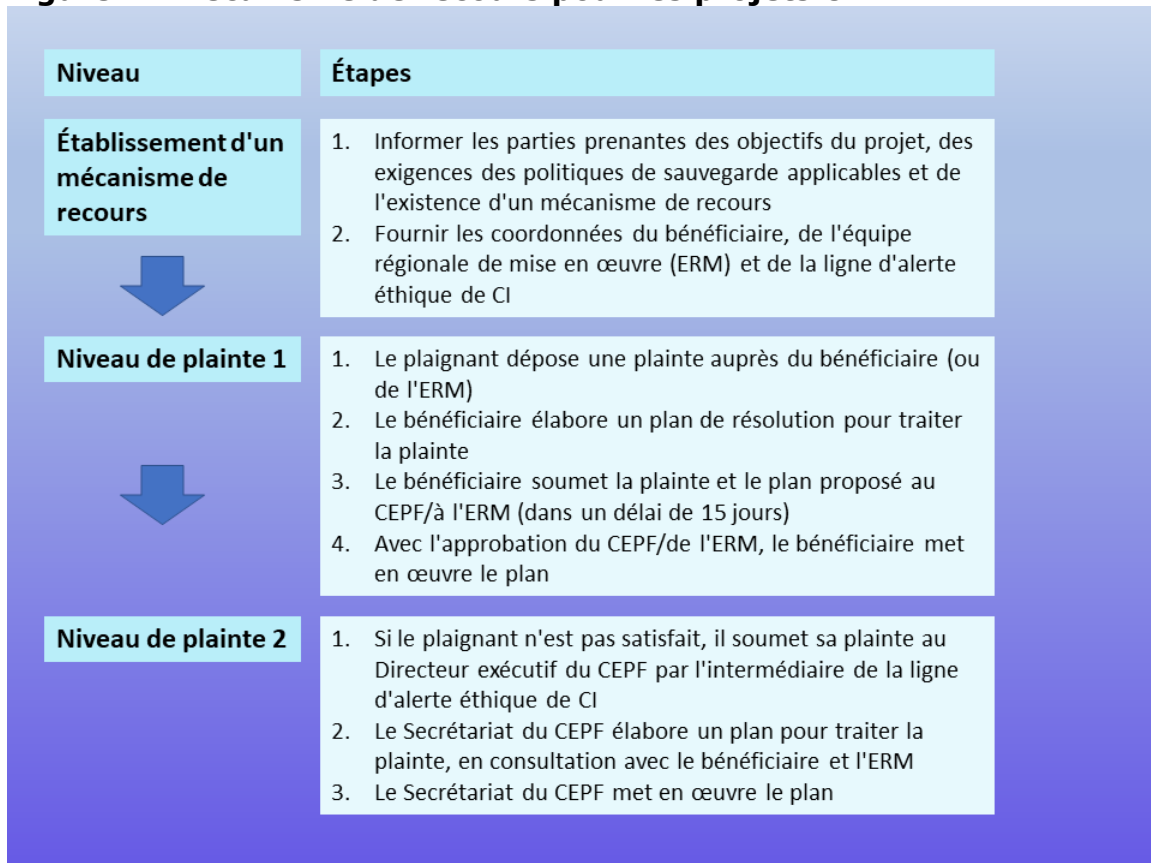 Niveau
Étapes
Établissement d'un
mécanisme de
recours
1. Informer les parties prenantes des objectifs du projet, des
exigences des politiques de sauvegarde applicables et de
l'existence d'un mécanisme de recours
2. Fournir les coordonnées du bénéficiaire, de l'équipe
régionale de mise en œuvre (ERM) et de la ligne d'alerte
éthique de CI
Niveau de plainte 1
1. Le plaignant dépose une plainte auprès du bénéficiaire (ou
de l'ERM)
2. Le bénéficiaire élabore un plan de résolution pour traiter
la plainte
3. Le bénéficiaire soumet la plainte et le plan proposé au
CEPF/à l'ERM (dans un délai de 15 jours)
4. Avec l'approbation du CEPF/de l'ERM, le bénéficiaire met
en œuvre le plan
Niveau de plainte 2
1. Si le plaignant n'est pas satisfait, il soumet sa plainte au
Directeur exécutif du CEPF par l'intermédiaire de la ligne
d'alerte éthique de CI
2. Le Secrétariat du CEPF élabore un plan pour traiter la
plainte, en consultation avec le bénéficiaire et l'ERM
3. Le Secrétariat du CEPF met en œuvre le plan